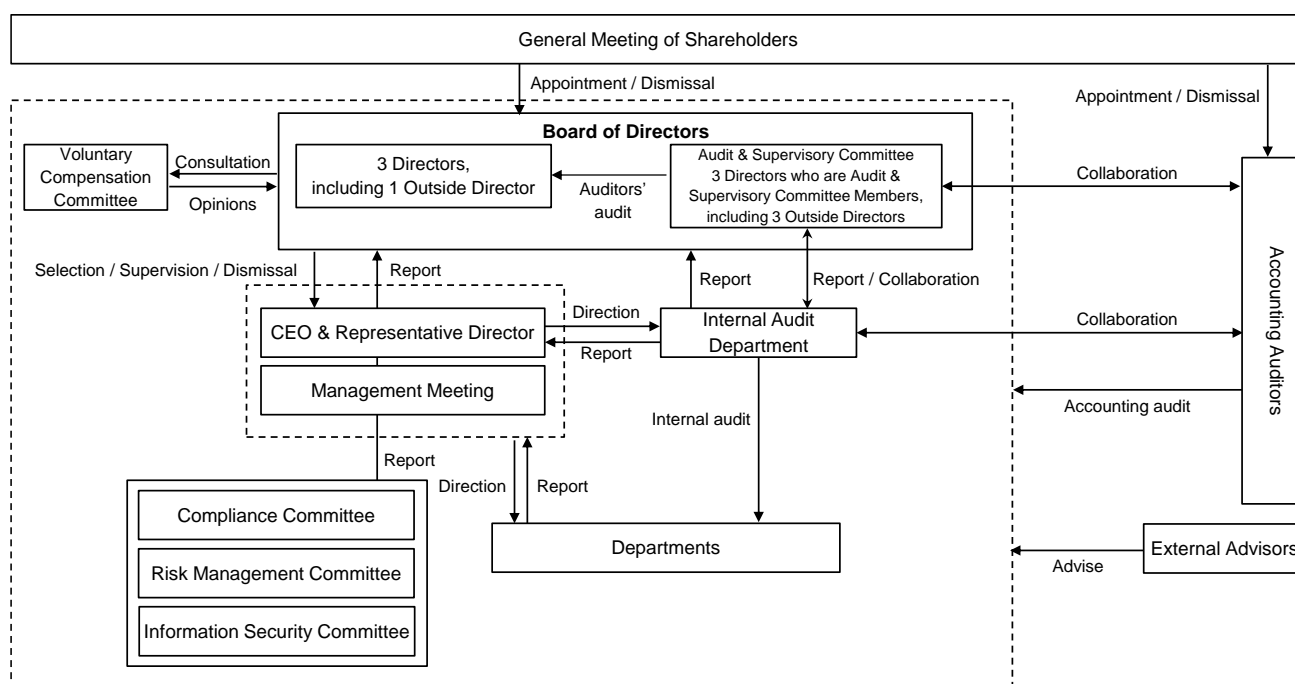 General Meeting of Shareholders
Appointment / Dismissal
Appointment / Dismissal
Board of Directors
Voluntary
Compensation
Committee
Consultation
Opinions
3 Directors,
including 1 Outside Director
Auditors’
audit
Audit & Supervisory Committee
3 Directors who are Audit &
Supervisory Committee Members,
including 3 Outside Directors
Collaboration
Selection / Supervision / Dismissal
Report
Report
Report / Collaboration
CEO & Representative Director
Direction
Report
Internal Audit
Department
Collaboration
Accounting Auditors
Management Meeting
Internal audit
Accounting audit
Report
Direction
Report
Compliance Committee
Risk Management Committee
Information Security Committee
Departments
External Advisors
Advise